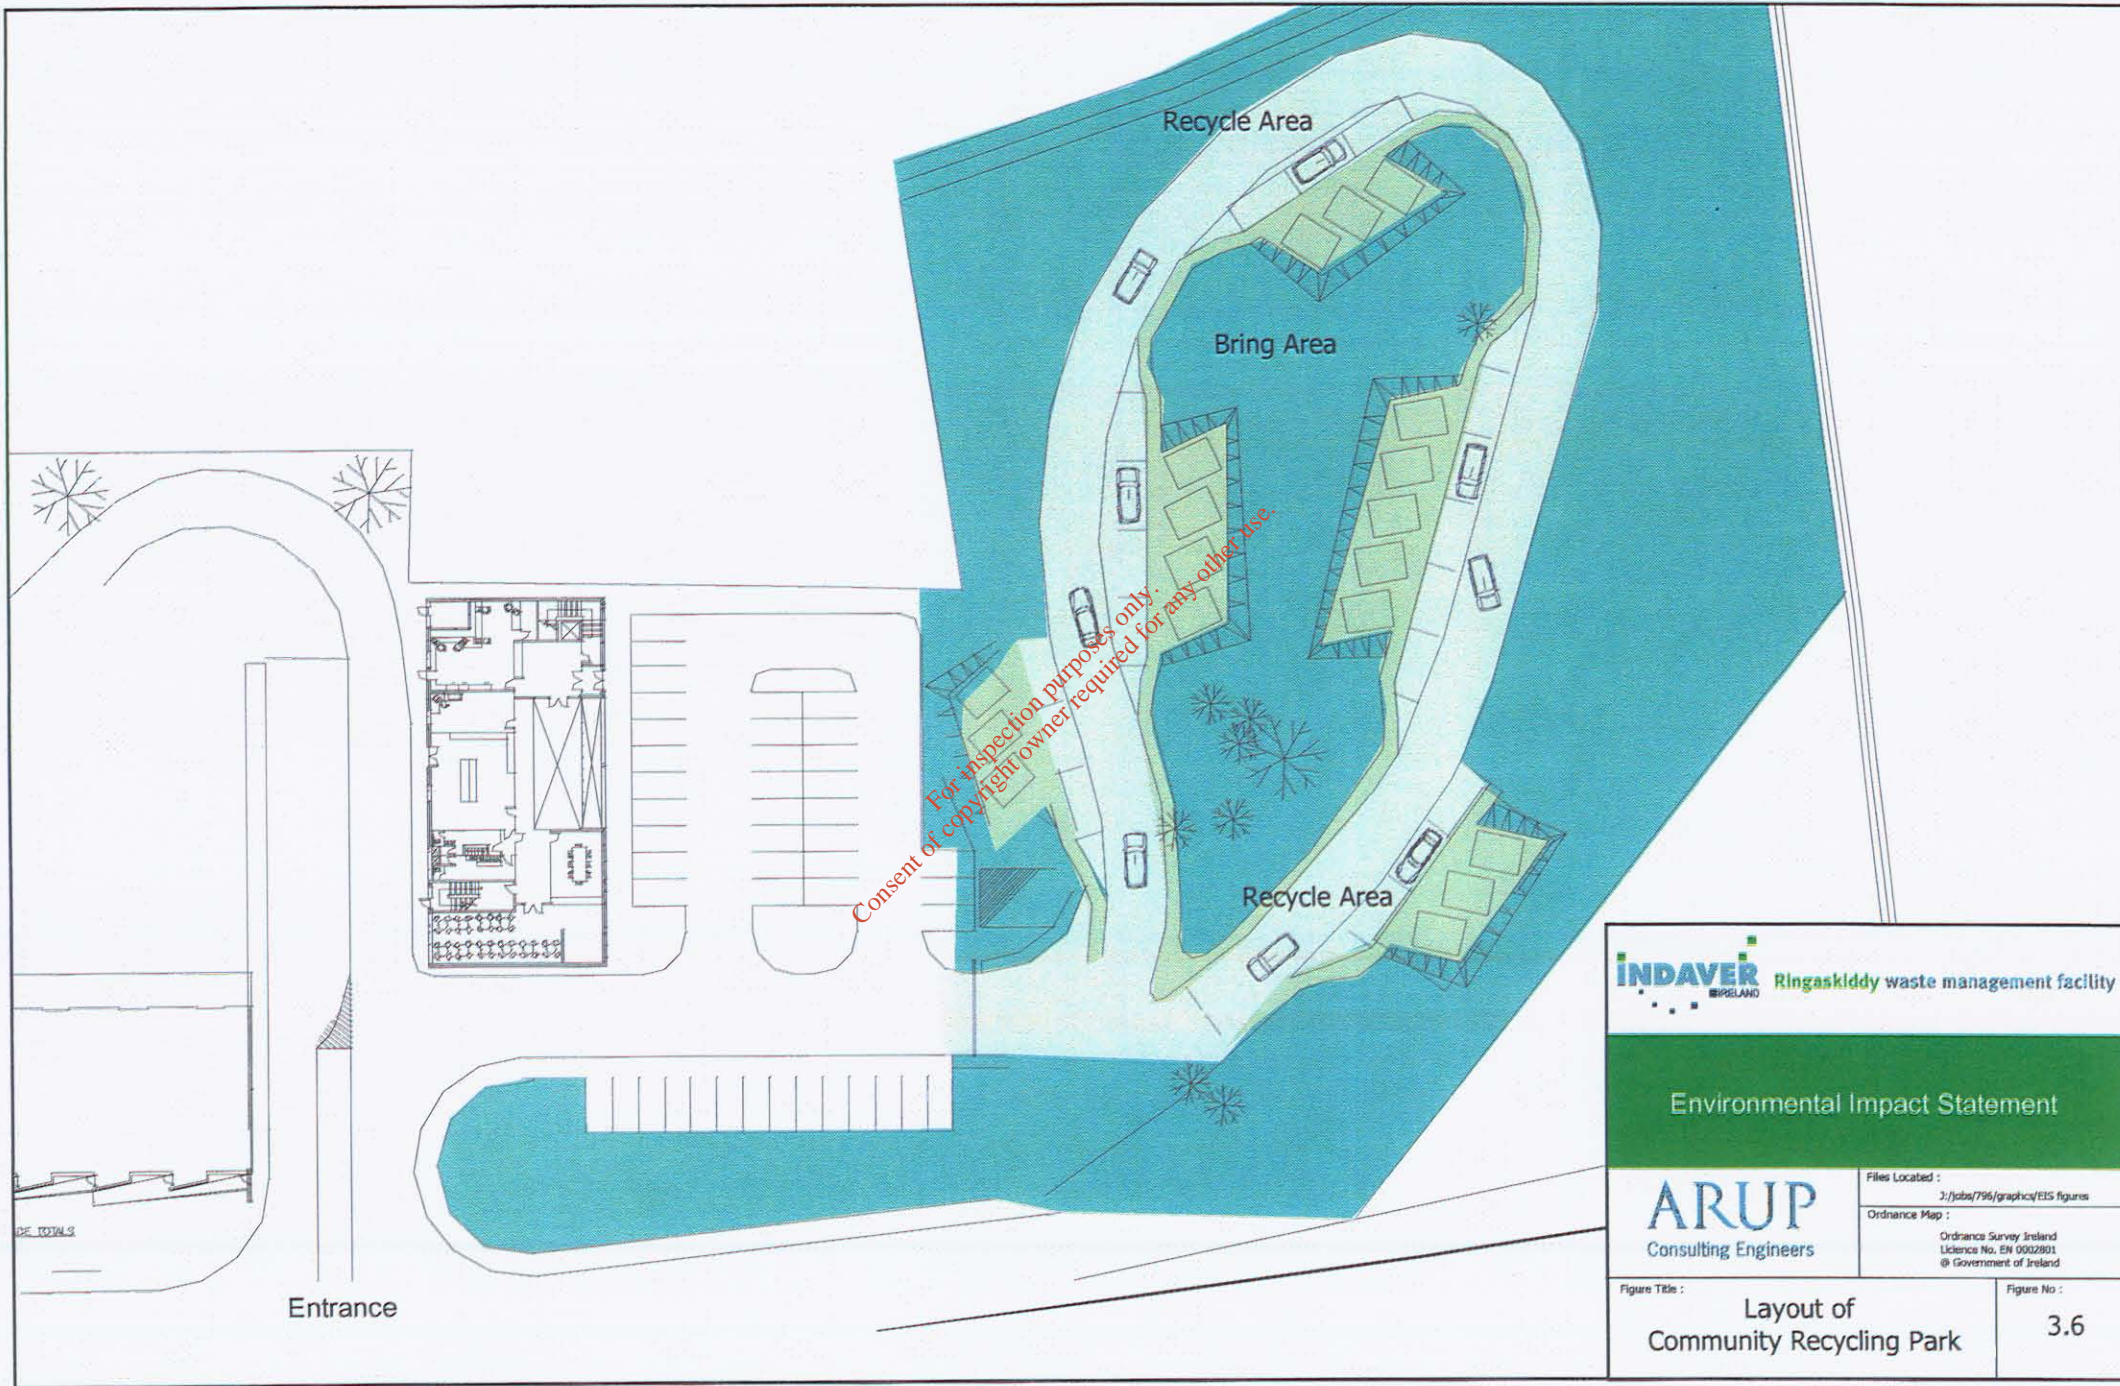 Recycle Area
Bring Area
For inspection purposes only.
Consent of copyright owner required for any other use.
Recycle Area
INDAVER
IRELAND
Ringaskiddy waste management facility
Environmental Impact Statement
ARUP
Consulting Engineers
Files Located :
J:/jobs/796/graphcs/EIS figures
Ordnance Map :
Ordnance Survey Ireland
Licence No. EN 0002801
@ Government of Ireland
TOTALS
Entrance
Figure Title :
Layout of
Community Recycling Park
Figure No :
3.6